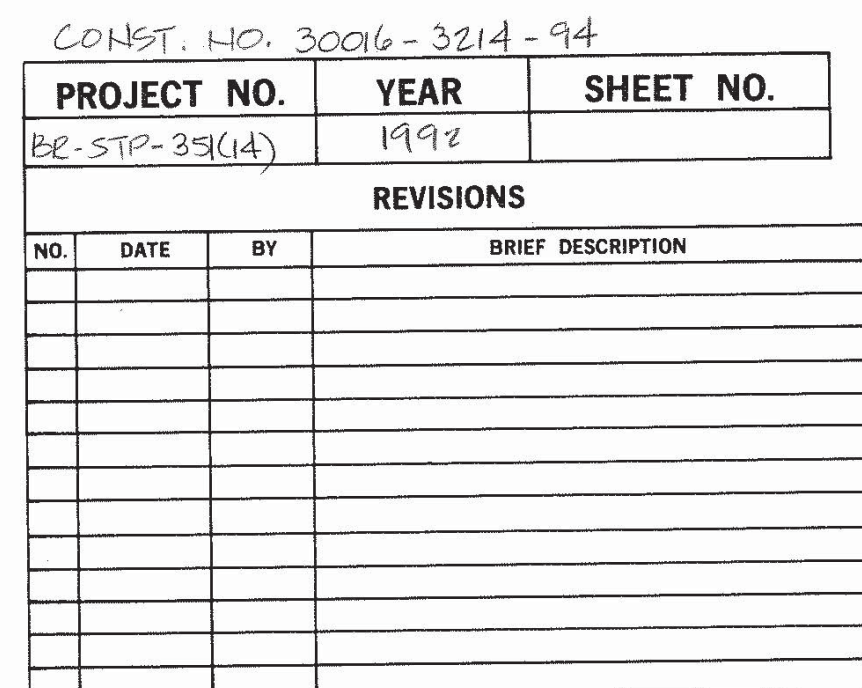 CONST. NO. 30016-3214-94
PROJECT NO. YEAR SHEET NO.
BR-STP-351(14) 1992
REVISIONS
NO. DATE BY BRIEF DESCRIPTION